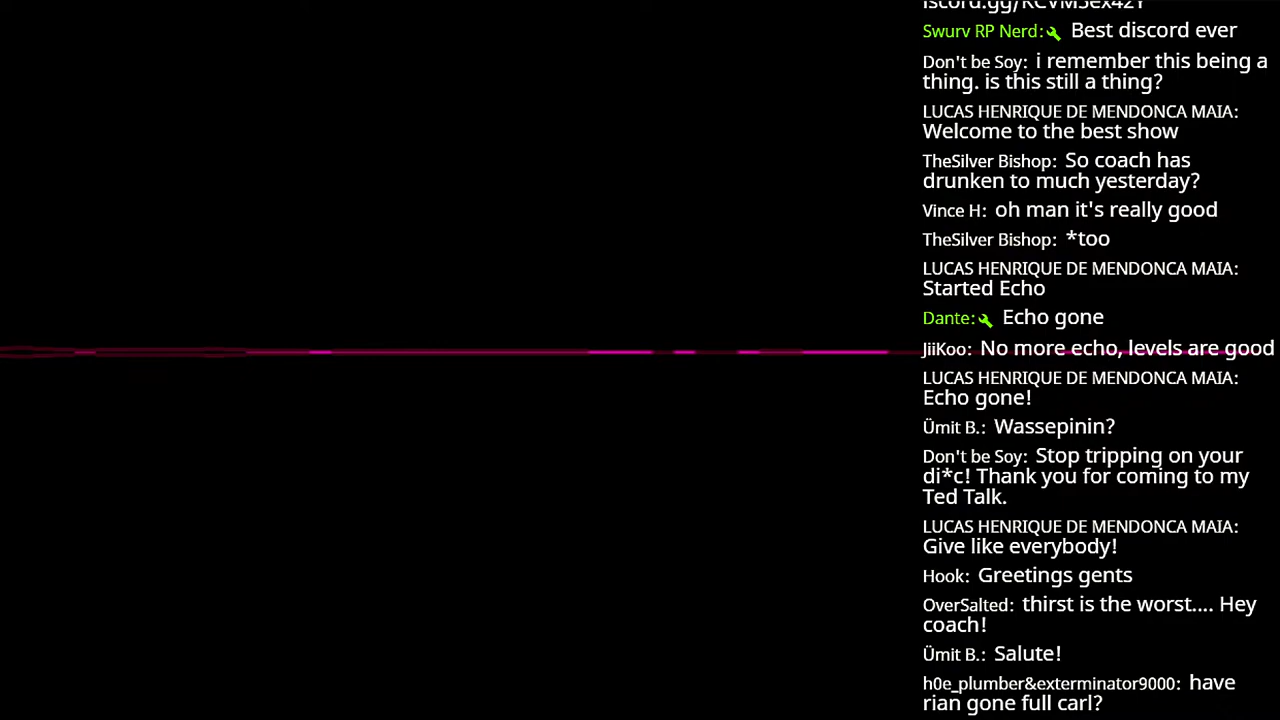 iscord.gg/KCVM5ex42Y
Swurv RP Nerd: Best discord ever
Don't be Soy: i remember this being a
thing. is this still a thing?
LUCAS HENRIQUE DE MENDONCA MAIA:
Welcome to the best show
TheSilver Bishop: So coach has
drunken to much yesterday?
Vince H: oh man it's really good
TheSilver Bishop: *too
LUCAS HENRIQUE DE MENDONCA MAIA:
Started Echo
Dante: Echo gone
JiiKoo: No more echo, levels are good
LUCAS HENRIQUE DE MENDONCA MAIA:
Echo gone!
Ümit B.: Wassepinin?
Don't be Soy: Stop tripping on your
di*c! Thank you for coming to my
Ted Talk.
LUCAS HENRIQUE DE MENDONCA MAIA:
Give like everybody!
Hook: Greetings gents
OverSalted: thirst is the worst.... Hey
coach!
Ümit B.: Salute!
h0e_plumber&exterminator9000: have
rian gone full carl?